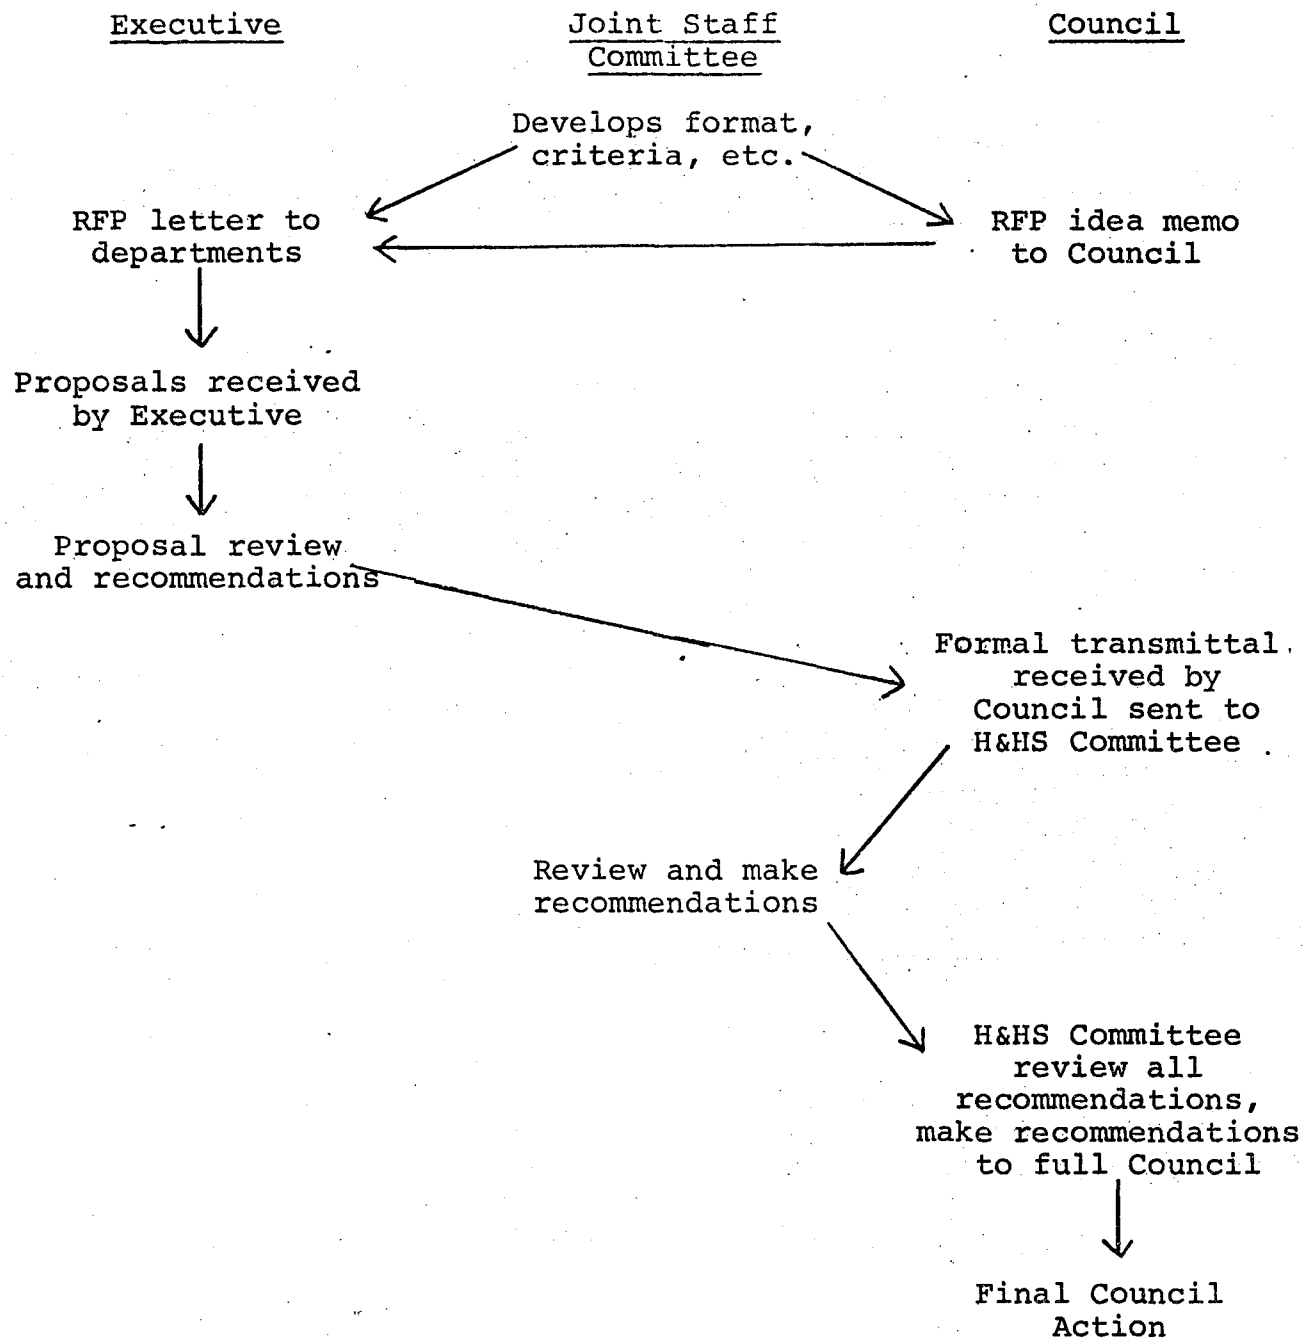 Executive
Joint Staff
Committee
Council
Develops format,
criteria, etc.
RFP letter to
departments
RFP idea memo
to Council
Proposals received
by Executive
Proposal review
and recommendations
Formal transmittal
received by
Council sent to
H&HS Committee
Review and make
recommendations
H&HS Committee
review all
recommendations,
make recommendations
to full Council
Final Council
Action